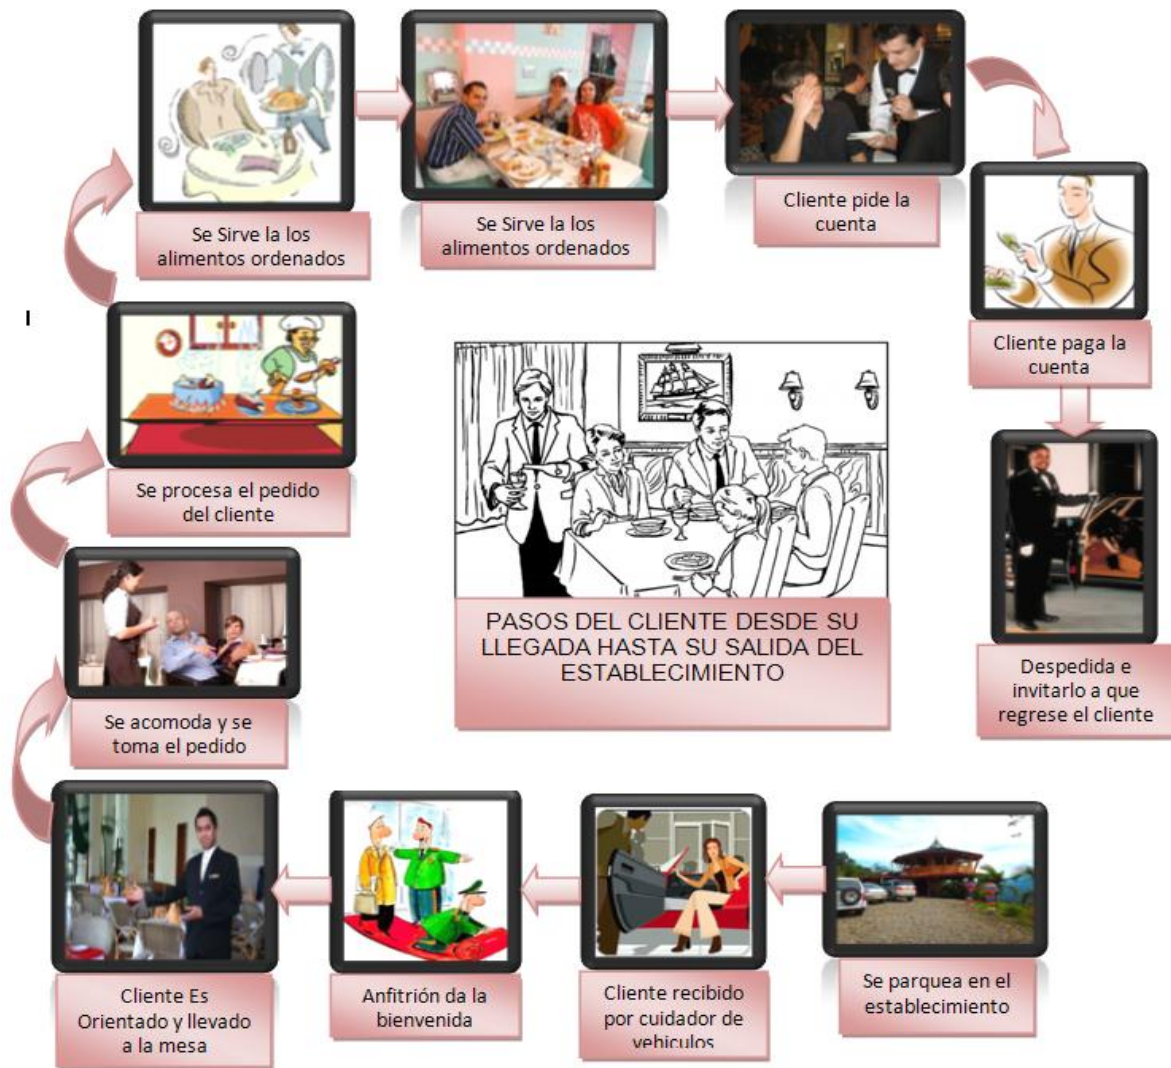 Se Sirve la los
alimentos ordenados
Se Sirve la los
alimentos ordenados
Cliente pide la
cuenta
Cliente paga la
cuenta
I
Se procesa el pedido
del cliente
PASOS DEL CLIENTE DESDE SU
LLEGADA HASTA SU SALIDA DEL
ESTABLECIMIENTO
Despedida e
invitarlo a que
regrese el cliente
Se acomoda y se
toma el pedido
Cliente Es
Orientado y llevado
a la mesa
Anfitrión da la
bienvenida
Cliente recibido
por cuidador de
vehiculos
Se parquea en el
establecimiento